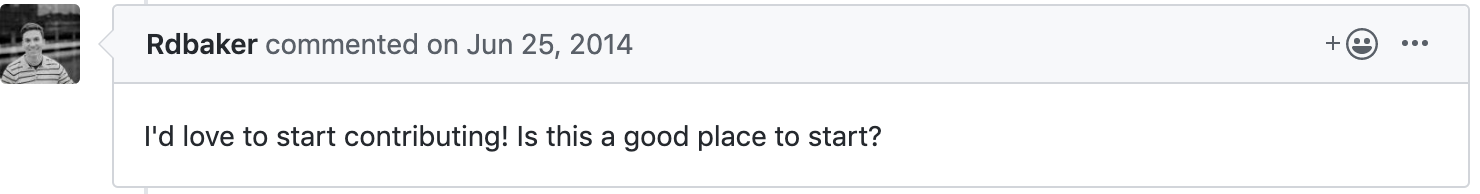 Rdbaker commented on Jun 25, 2014
I'd love to start contributing! Is this a good place to start?